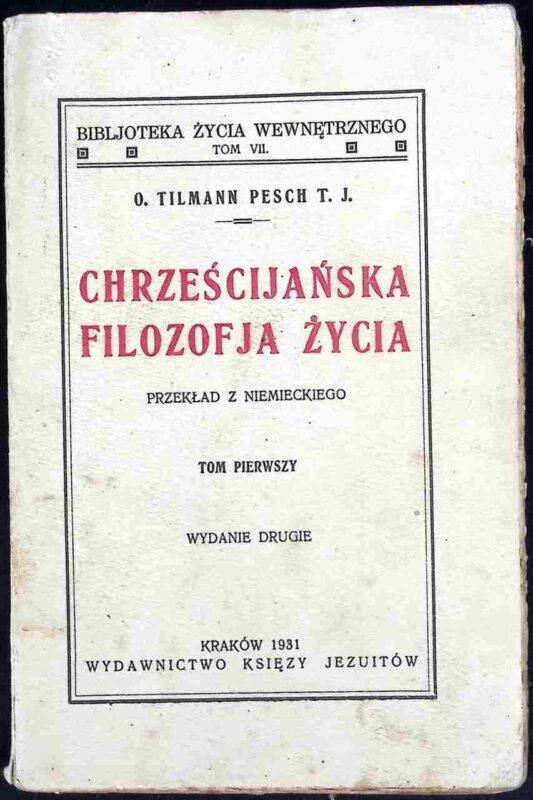 BIBLJOTEKA ŻYCIA WEWNĘTRZNEGO
TOM VII.
O. TILMANN PESCH T. J.
CHRZEŚCIJAŃSKA
FILOZOFJA ŻYCIA
PRZEKŁAD Z NIEMIECKIEGO
TOM PIERWSZY
WYDANIE DRUGIE
KRAKÓW 1931
WYDAWNICTWO KSIĘŻY JEZUITÓW